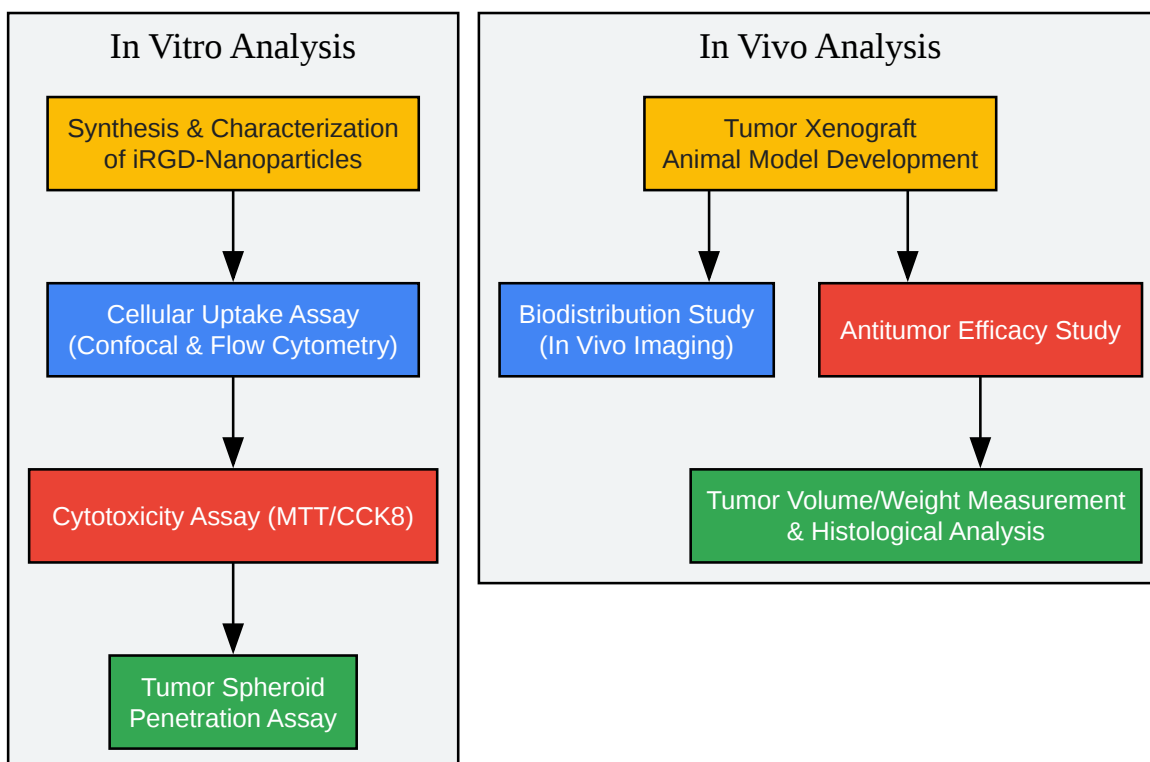 In Vitro Analysis
Synthesis & Characterization
of iRGD-Nanoparticles
Cellular Uptake Assay
(Confocal & Flow Cytometry)
Cytotoxicity Assay (MTT/CCK8)
Tumor Spheroid
Penetration Assay
In Vivo Analysis
Tumor Xenograft
Animal Model Development
Biodistribution Study
(In Vivo Imaging)
Antitumor Efficacy Study
Tumor Volume/Weight Measurement
& Histological Analysis